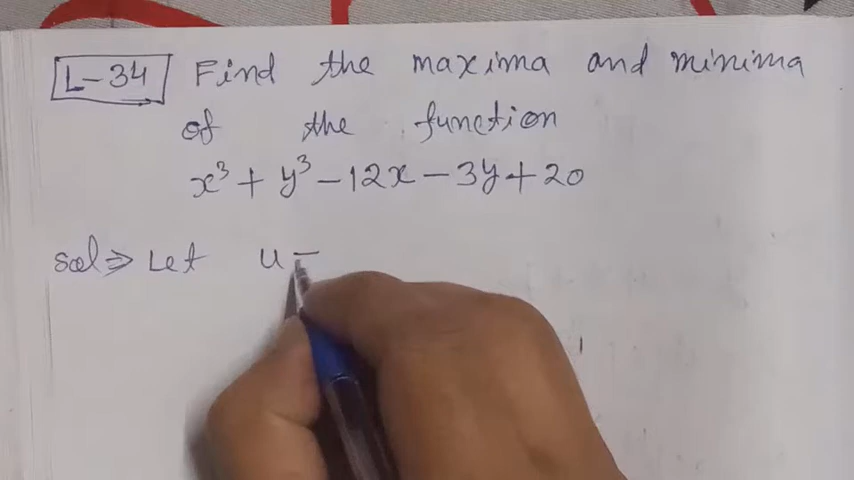 L-34 Find the maxima and minima
of the function
x³ + y³ - 12x - 3y + 20
sol ⇒ Let u =